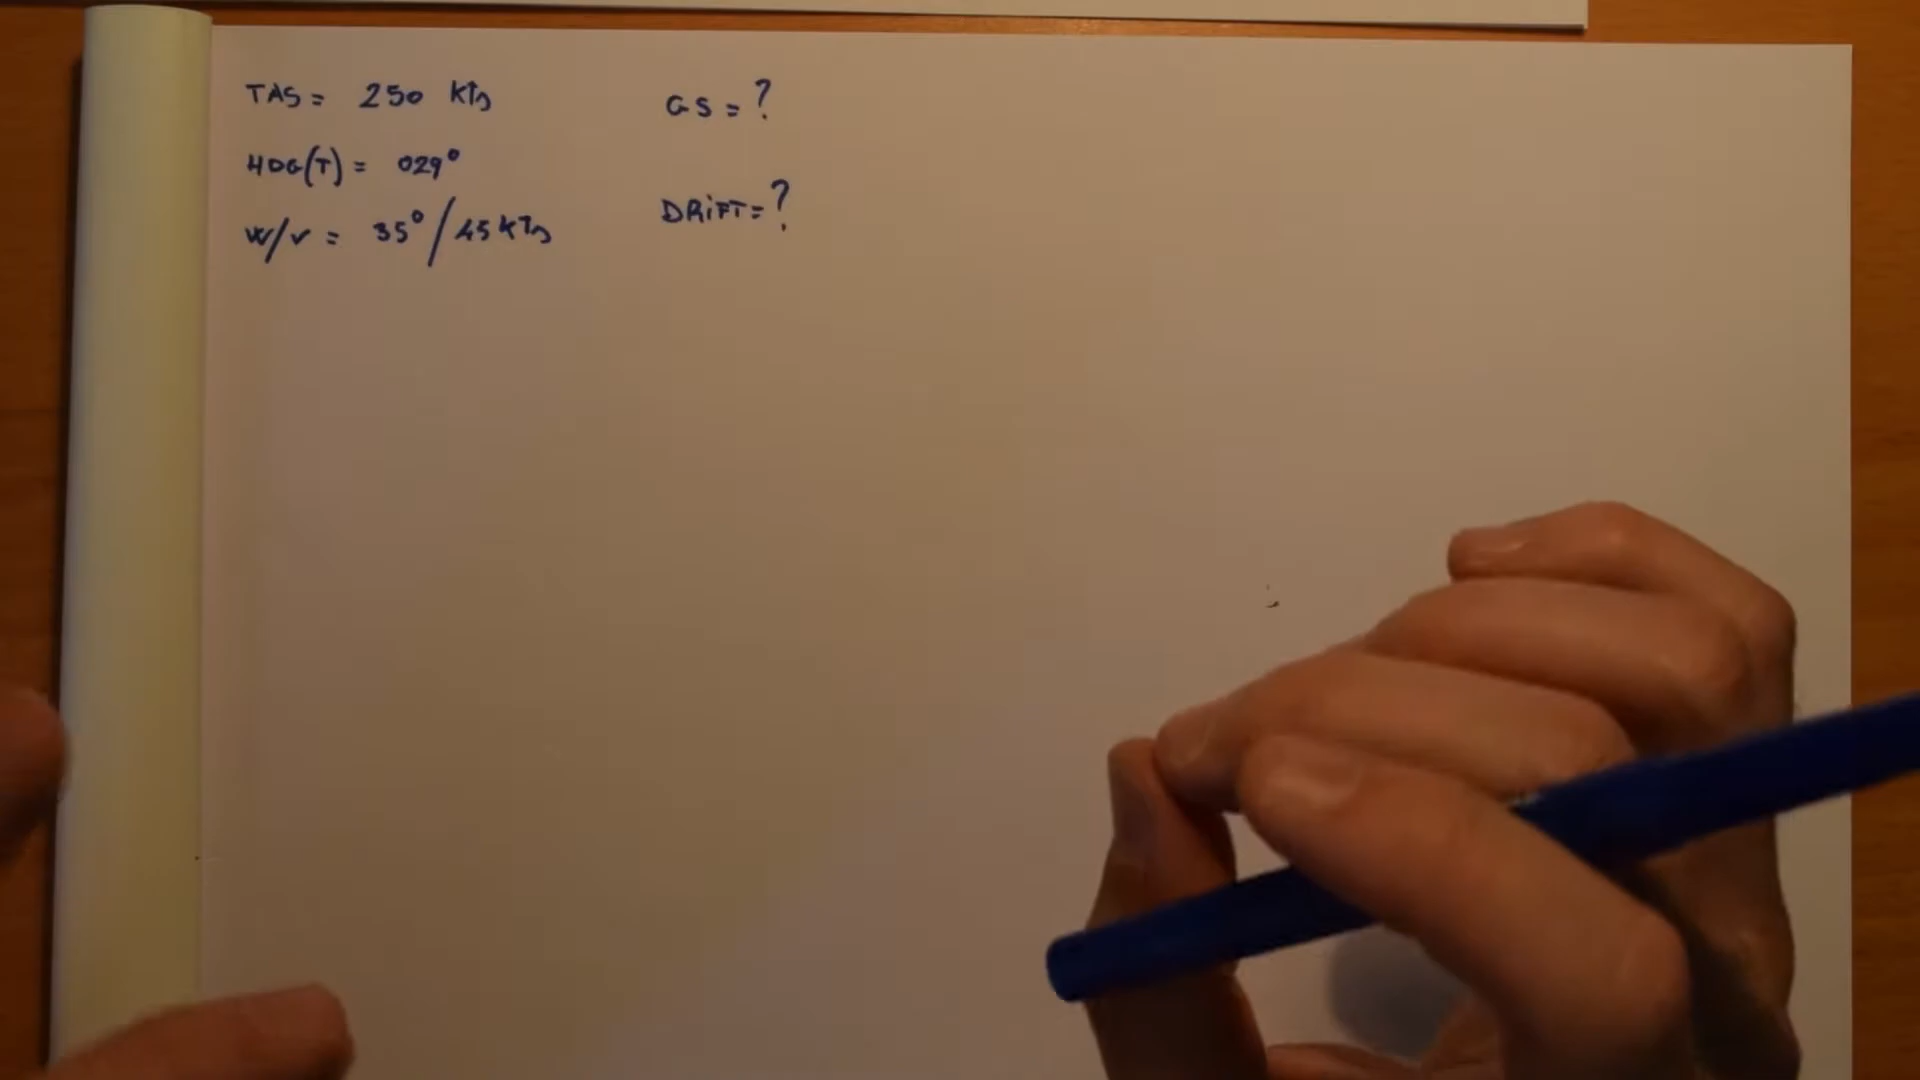 TAS = 250 kts
GS = ?
HDG(T) = 029°
DRiFT = ?
W/V = 35° / 45 kTs